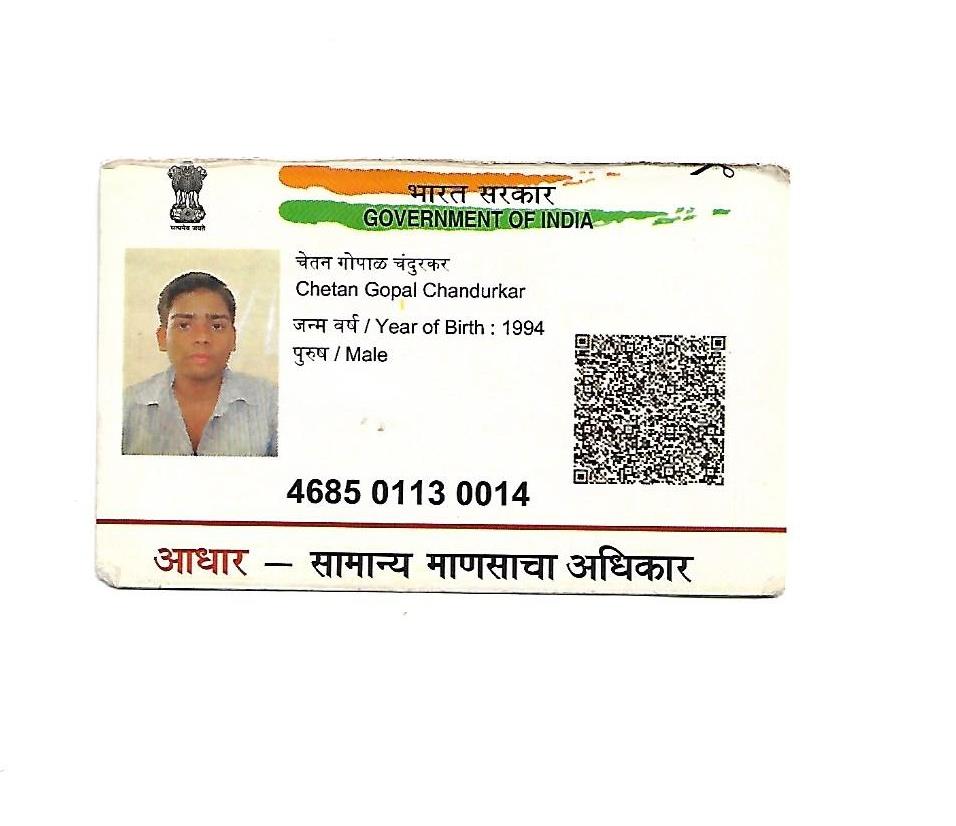 भारत सरकार
GOVERNMENT OF INDIA
सत्यमेव जयते
चेतन गोपाळ चंदुरकर
Chetan Gopal Chandurkar
जन्म वर्ष / Year of Birth : 1994
पुरुष / Male
4685 0113 0014
आधार – सामान्य माणसाचा अधिकार